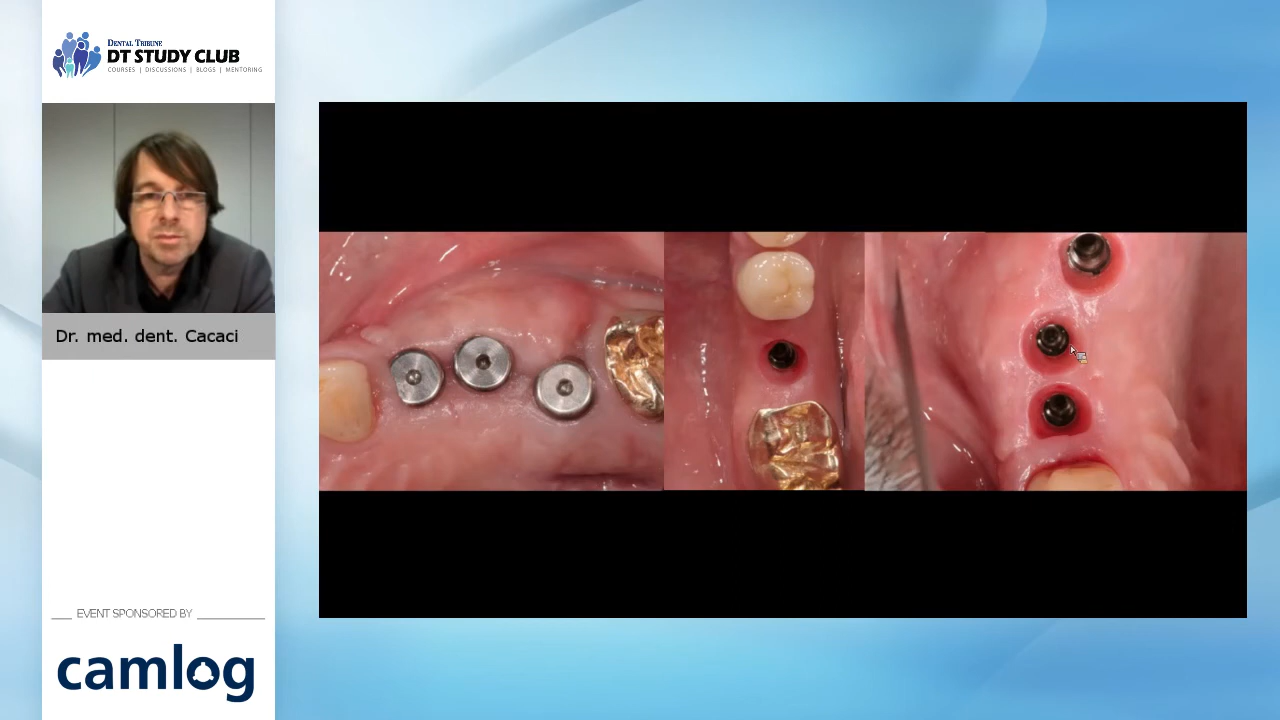 DENTAL TRIBUNE
DT STUDY CLUB
COURSES | DISCUSSIONS | BLOGS | MENTORING
Dr. med. dent. Cacaci
EVENT SPONSORED BY
camlog